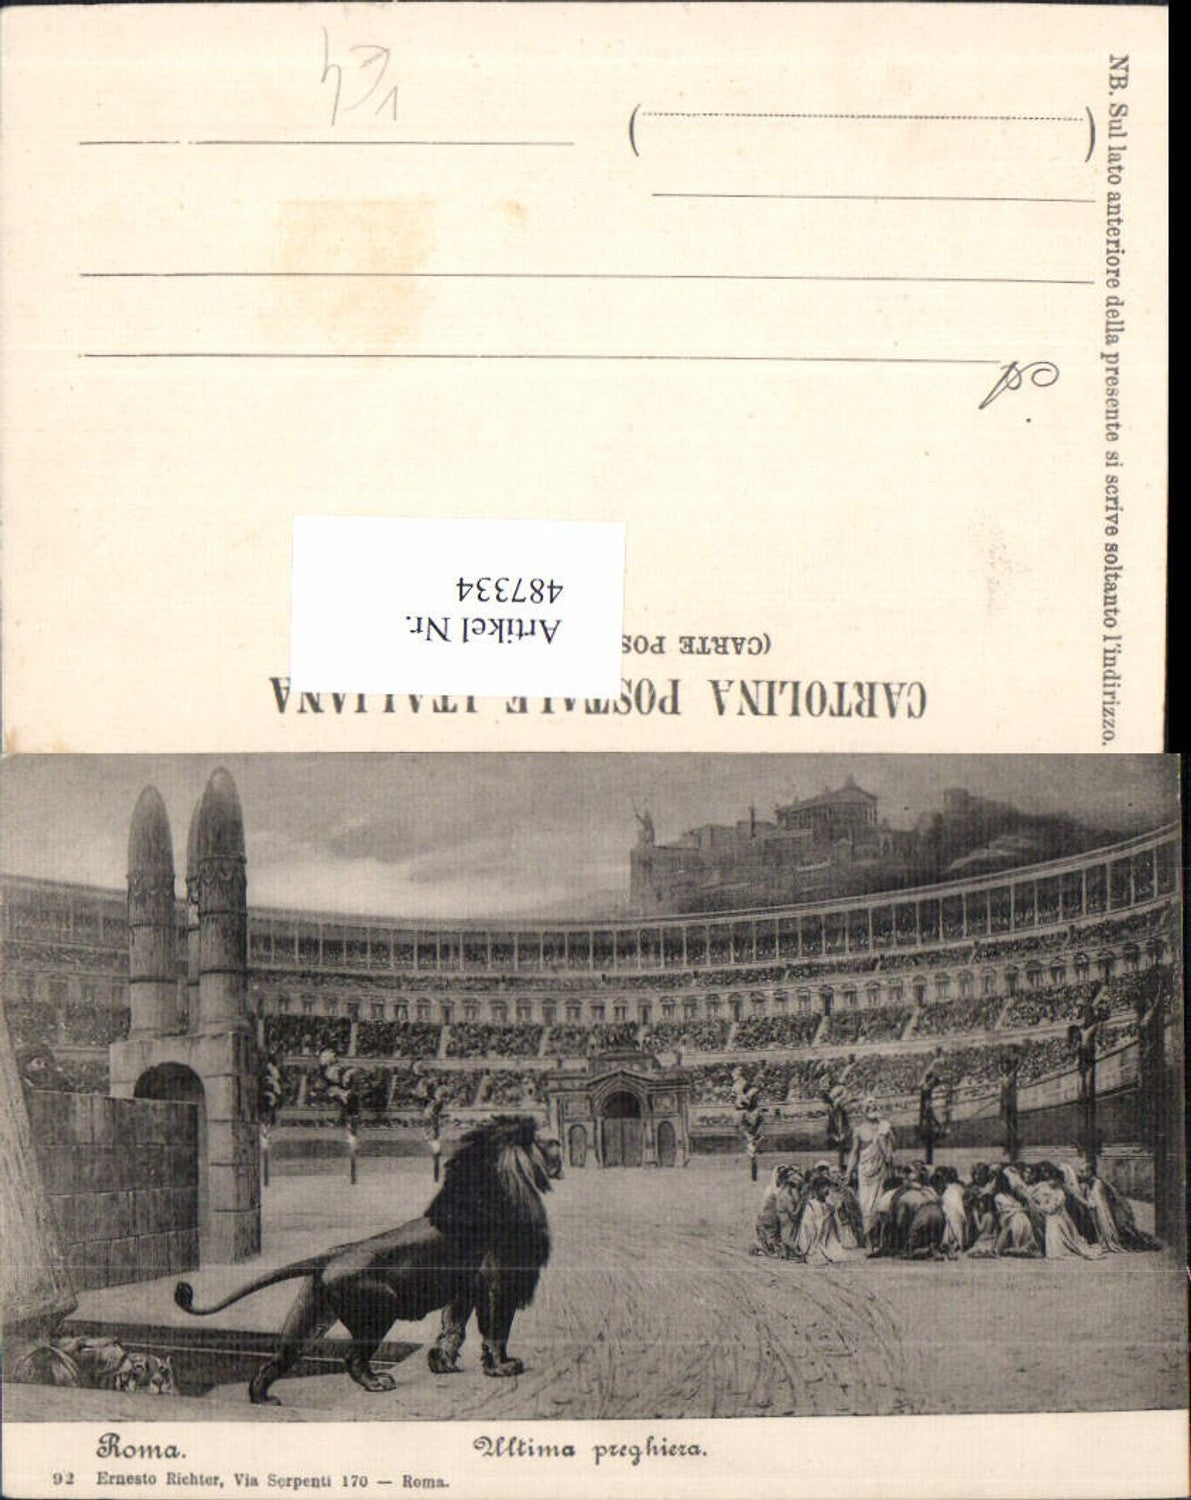 CARTOLINA POSTALE ITALIANA
(CARTE POS
Artikel Nr.
487334
NB. Sul lato anteriore della presente si scrive soltanto l'indirizzo.
Roma.
Ultima preghiera.
92 Ernesto Richter, Via Serpenti 170 — Roma.